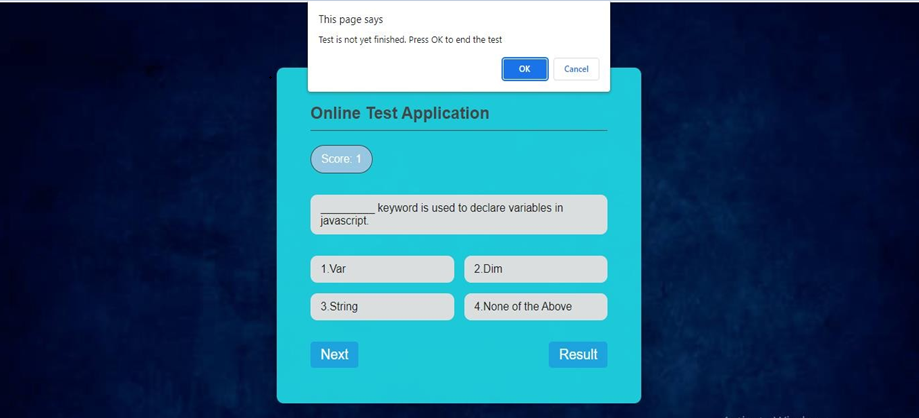 This page says
Test is not yet finished. Press OK to end the test
OK
Cancel
Online Test Application
Score: 1
_________ keyword is used to declare variables in
javascript.
1.Var
2.Dim
3.String
4.None of the Above
Next
Result